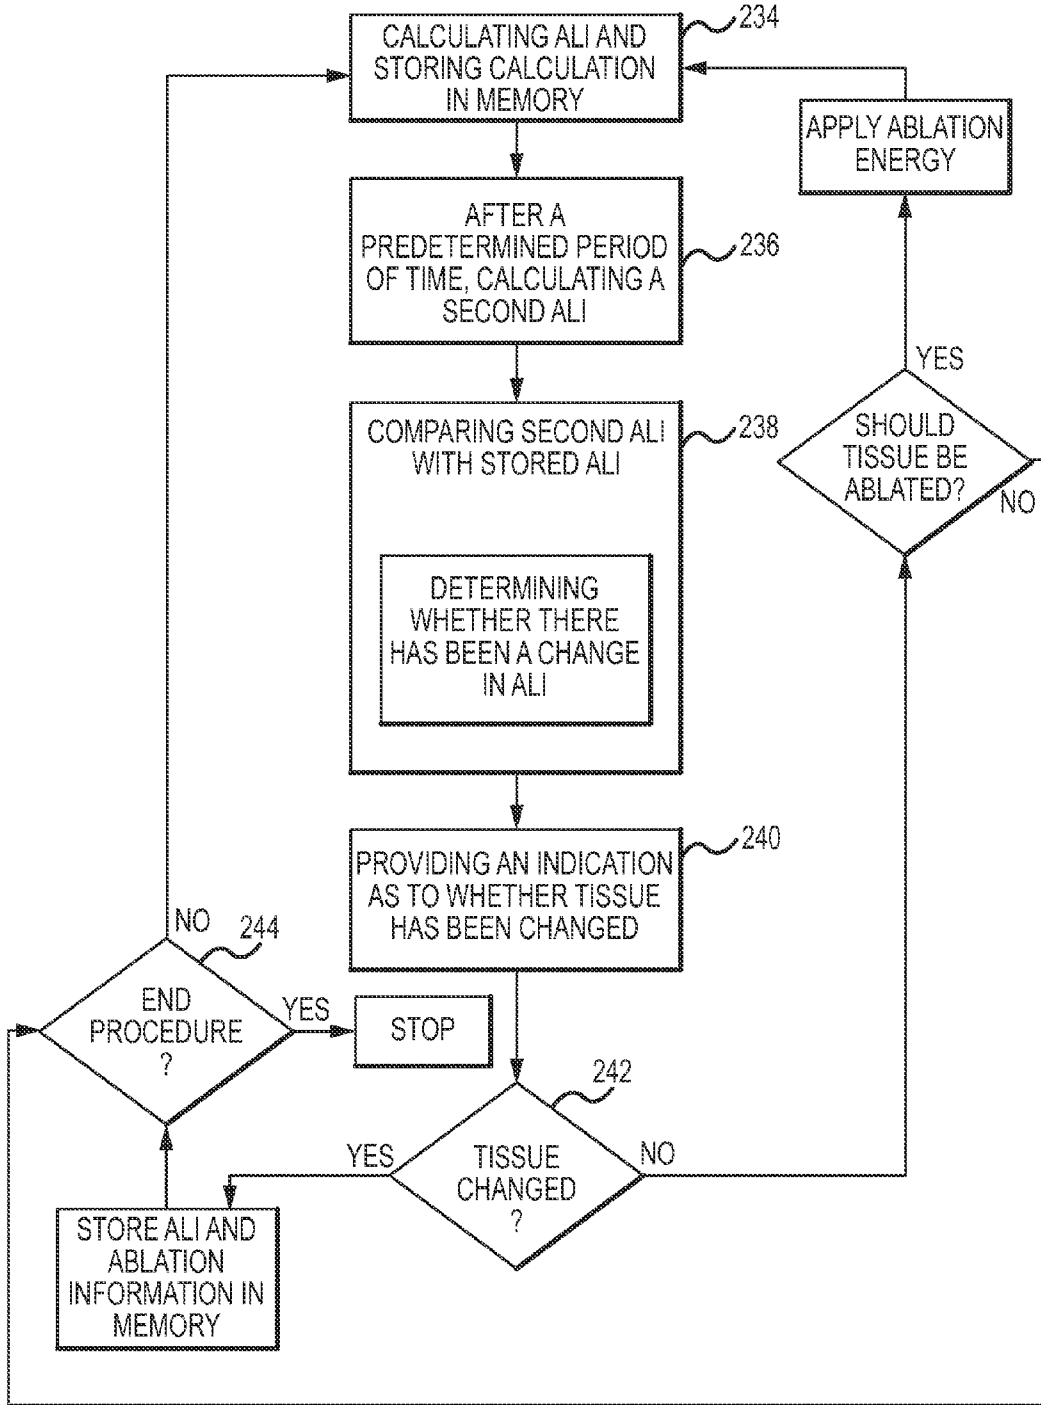 234
CALCULATING ALI AND
STORING CALCULATION
IN MEMORY
APPLY ABLATION
ENERGY
AFTER A
PREDETERMINED PERIOD
OF TIME, CALCULATING A
SECOND ALI
236
YES
COMPARING SECOND ALI
WITH STORED ALI
238
SHOULD
TISSUE BE
ABLATED?
NO
DETERMINING
WHETHER THERE
HAS BEEN A CHANGE
IN ALI
240
PROVIDING AN INDICATION
AS TO WHETHER TISSUE
HAS BEEN CHANGED
NO
244
END
PROCEDURE
?
YES
STOP
242
YES
TISSUE
CHANGED
?
NO
STORE ALI AND
ABLATION
INFORMATION IN
MEMORY